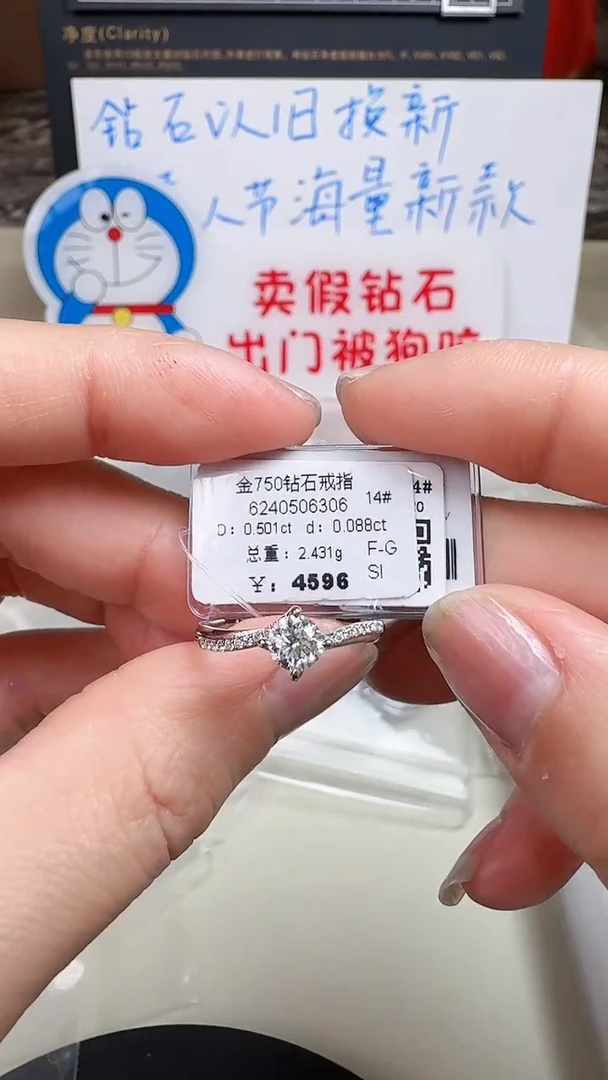 净度(Clarity)
钻石以旧换新
人节海量新款
卖假钻石
出门被狗咬
金750钻石戒指
6240506306 14#
D: 0.501ct d: 0.088ct
总重: 2.431g F-G
SI
¥: 4596
4#